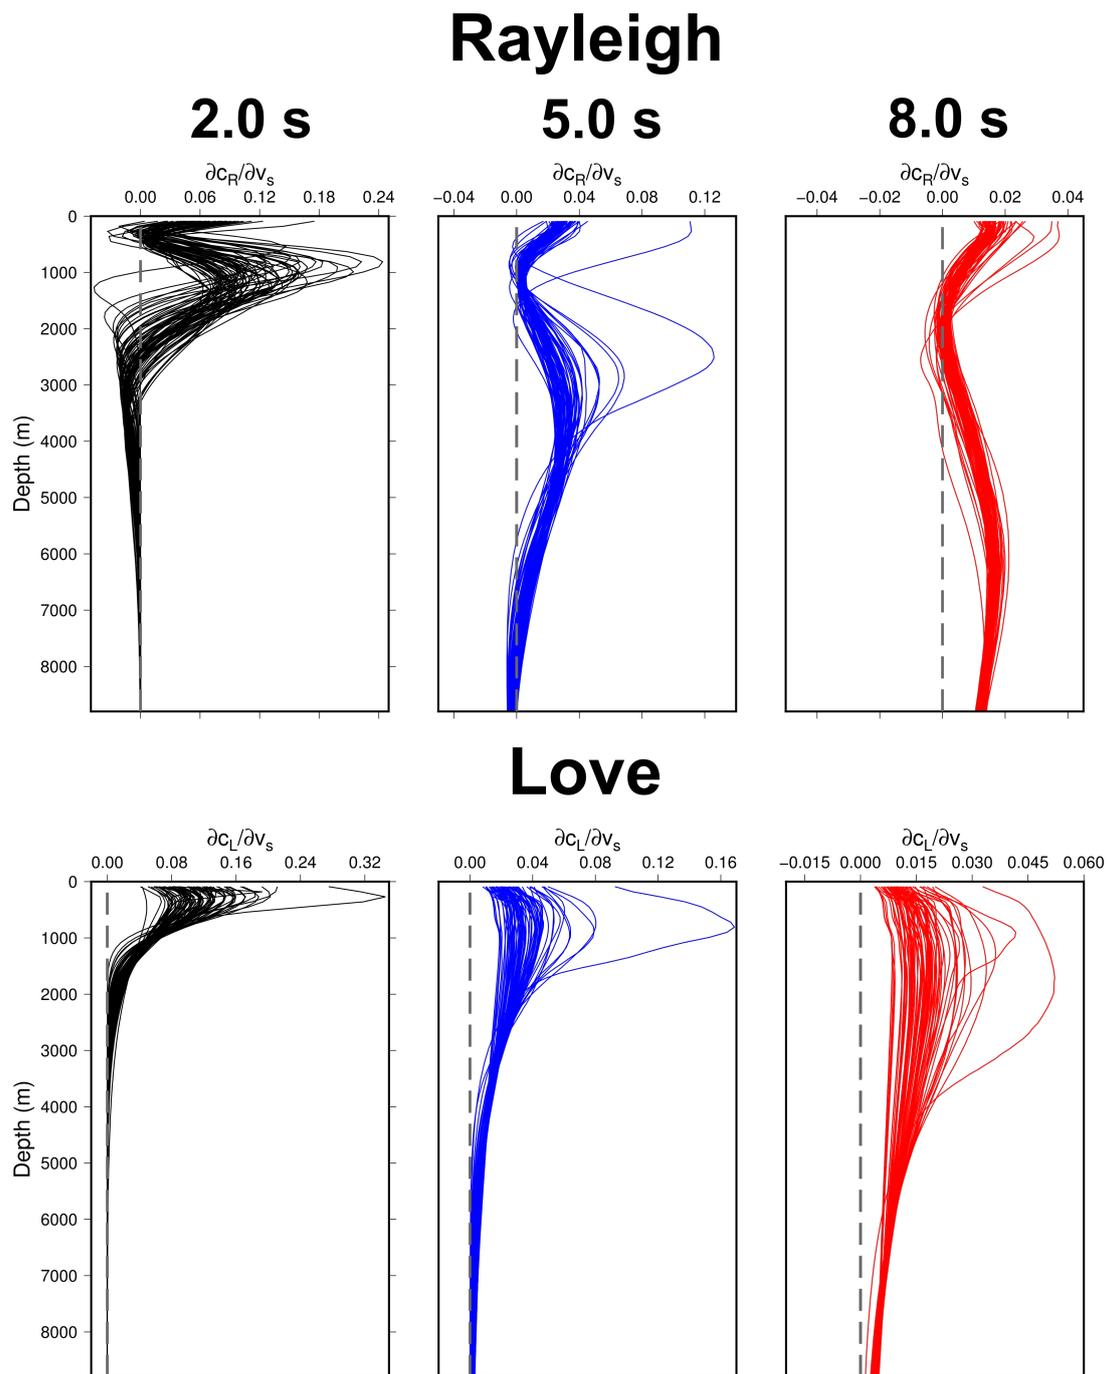 Rayleigh
2.0 s 5.0 s 8.0 s
∂cR/∂vs ∂cR/∂vs ∂cR/∂vs
0.00 0.06 0.12 0.18 0.24 −0.04 0.00 0.04 0.08 0.12 −0.04 −0.02 0.00 0.02 0.04
0
1000
2000
3000
4000
5000
6000
7000
8000
Depth (m)
Love
∂cL/∂vs ∂cL/∂vs ∂cL/∂vs
0.00 0.08 0.16 0.24 0.32 0.00 0.04 0.08 0.12 0.16 −0.015 0.000 0.015 0.030 0.045 0.060
0
1000
2000
3000
4000
5000
6000
7000
8000
Depth (m)